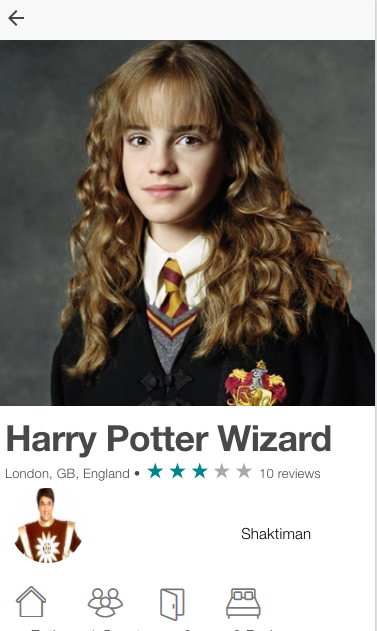 Harry Potter Wizard
London, GB, England • ★ ★ ★ ★ ★ 10 reviews
Shaktiman